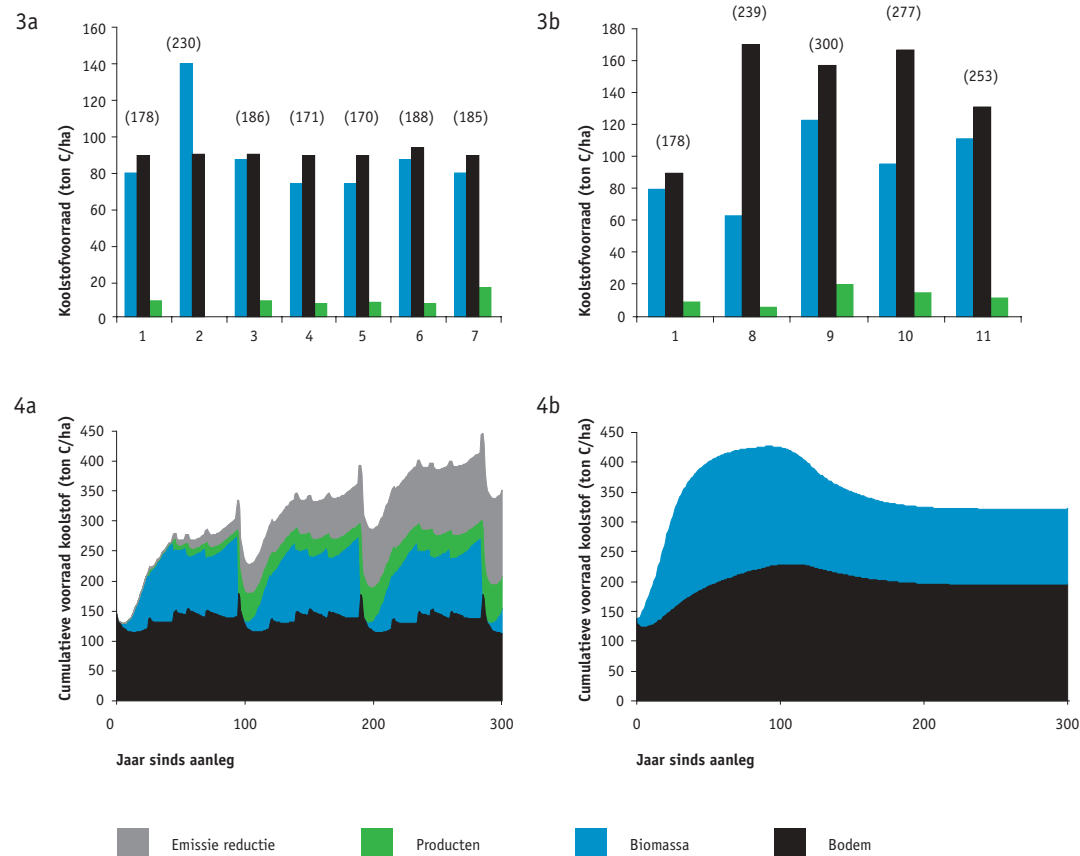 3a
Koolstofvoorraad (ton C/ha)
160
140
120
100
80
60
40
20
0
(178)
(230)
(186)
(171)
(170)
(188)
(185)
1 2 3 4 5 6 7
3b
Koolstofvoorraad (ton C/ha)
180
160
140
120
100
80
60
40
20
0
(178)
(239)
(300)
(277)
(253)
1 8 9 10 11
4a
Cumulatieve voorraad koolstof (ton C/ha)
450
400
350
300
250
200
150
100
50
0
0 100 200 300
Jaar sinds aanleg
4b
Cumulatieve voorraad koolstof (ton C/ha)
450
400
350
300
250
200
150
100
50
0
0 100 200 300
Jaar sinds aanleg
Emissie reductie
Producten
Biomassa
Bodem